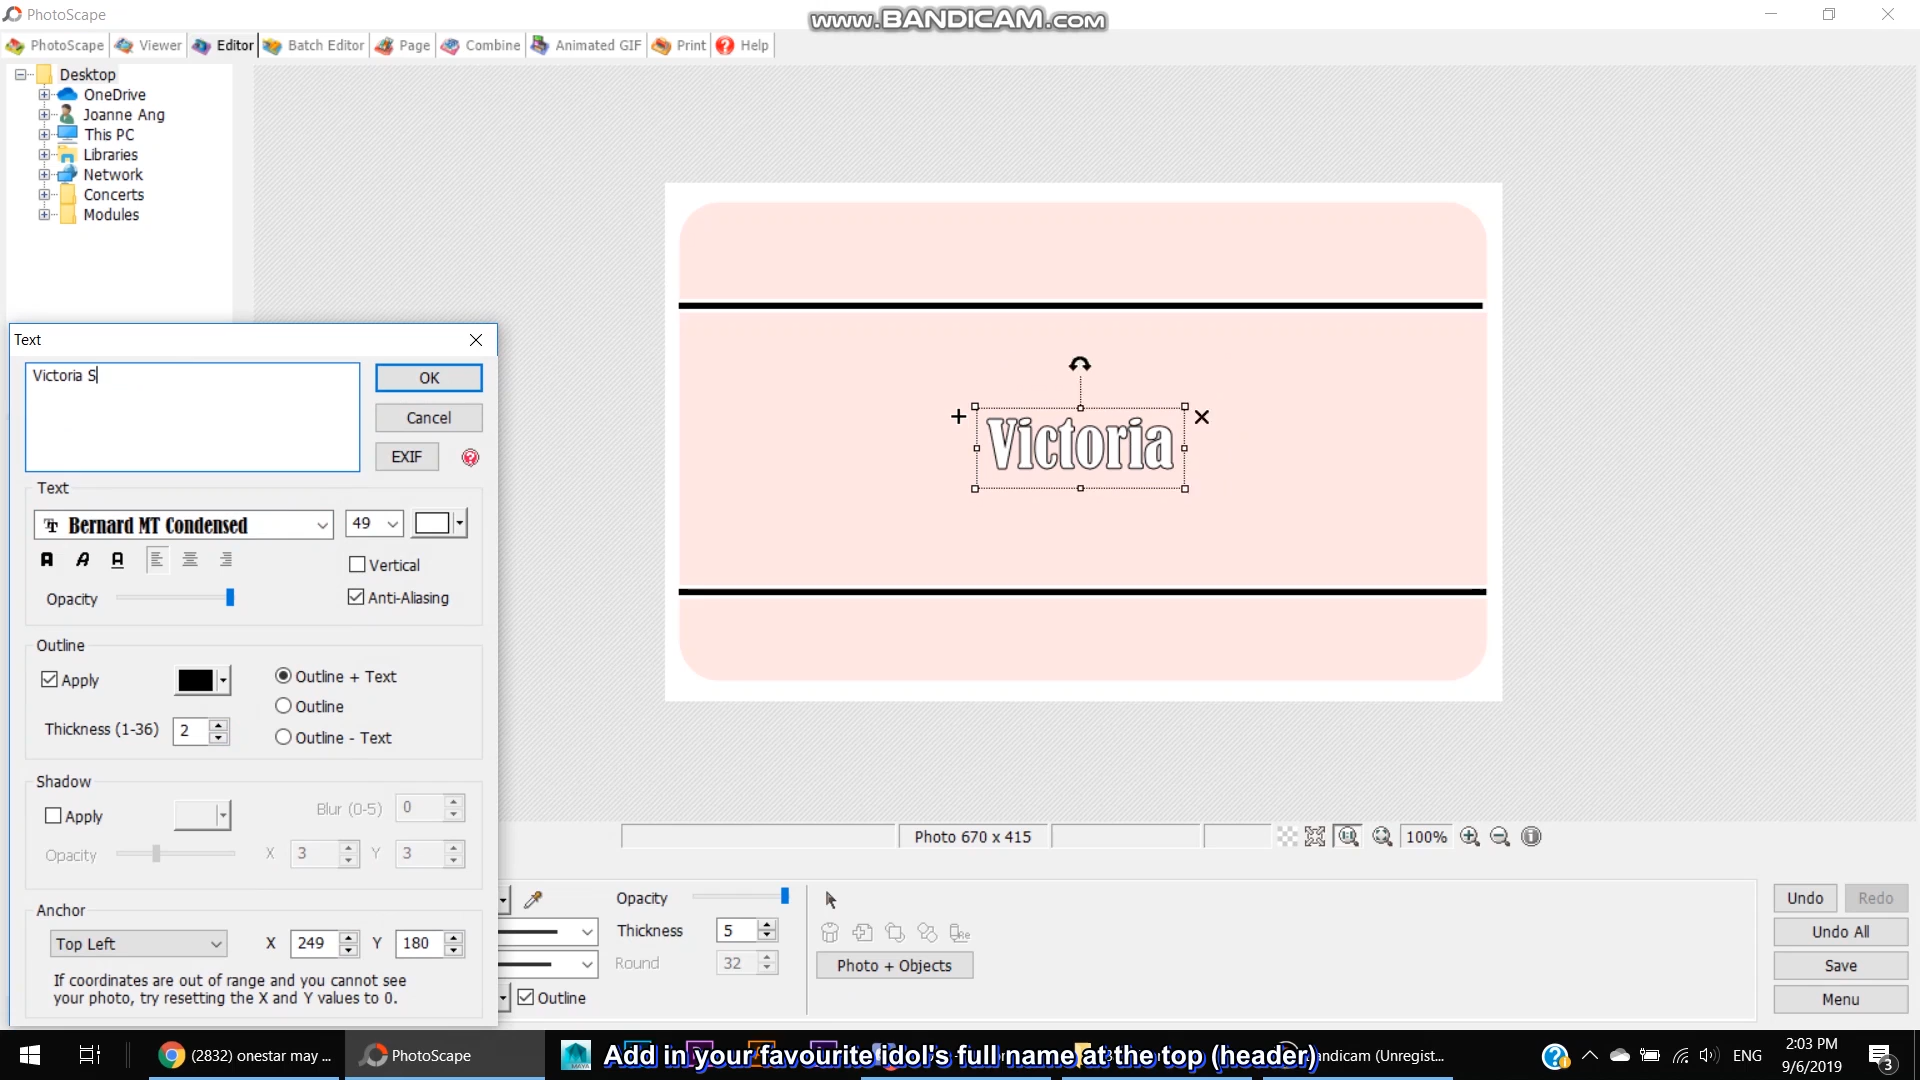 PhotoScape
www.BANDICAM.com
PhotoScape Viewer Editor Batch Editor Page Combine Animated GIF Print Help
Desktop
OneDrive
Joanne Ang
This PC
Libraries
Network
Concerts
Modules
Text
Victoria S
OK
Cancel
EXIF
Text
Bernard MT Condensed 49
Vertical
Opacity
Anti-Aliasing
Outline
Apply
Outline + Text
Outline
Thickness (1-36) 2
Outline - Text
Shadow
Apply
Blur (0-5) 0
Opacity X 3 Y 3
Anchor
Top Left X 249 Y 180
If coordinates are out of range and you cannot see
your photo, try resetting the X and Y values to 0.
Victoria
Photo 670 x 415
100%
Opacity
Thickness 5
Round 32
Outline
Photo + Objects
Undo Redo
Undo All
Save
Menu
(2832) onestar may ...
PhotoScape
Add in your favourite idol's full name at the top (header)
andicam (Unregist...
ENG
2:03 PM
9/6/2019
3